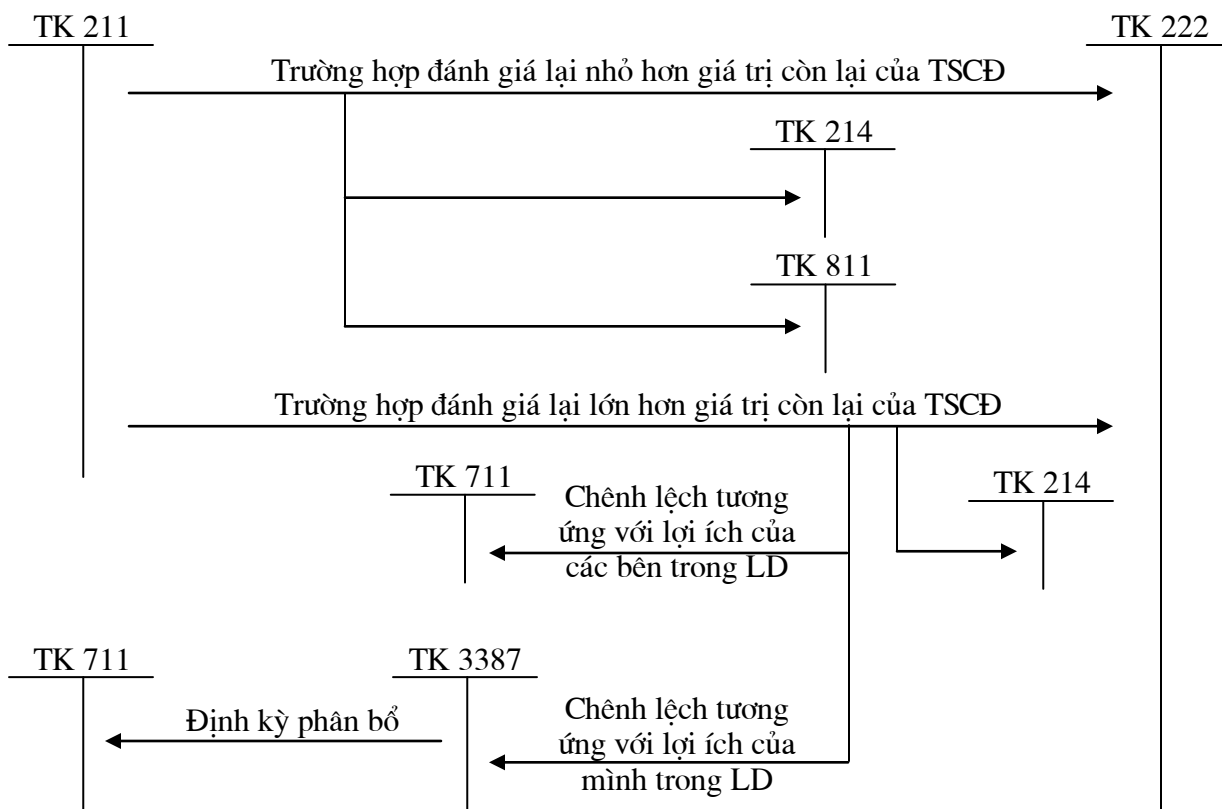 TK 211
TK 222
Trường hợp đánh giá lại nhỏ hơn giá trị còn lại của TSCĐ
TK 214
TK 811
Trường hợp đánh giá lại lớn hơn giá trị còn lại của TSCĐ
TK 711
Chênh lệch tương
ứng với lợi ích của
các bên trong LD
TK 214
TK 711
TK 3387
Định kỳ phân bổ
Chênh lệch tương
ứng với lợi ích của
mình trong LD